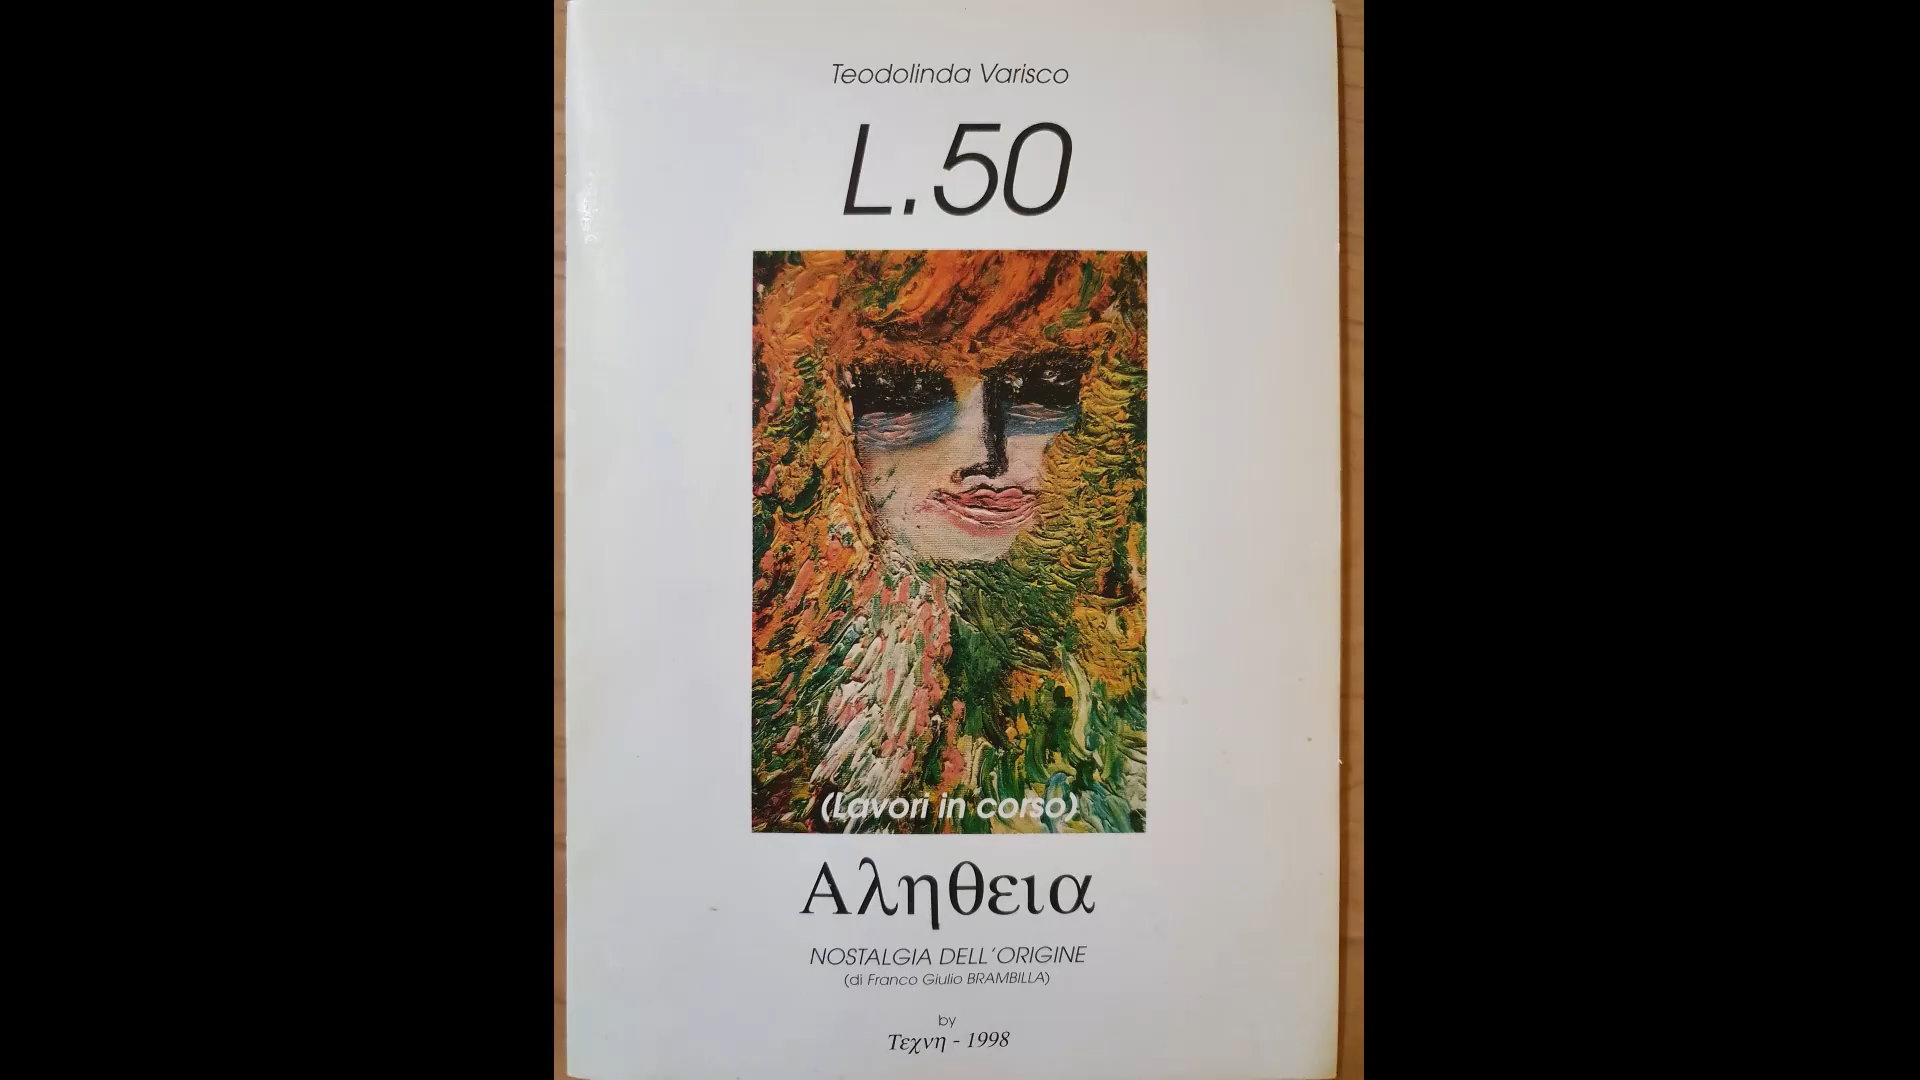 Teodolinda Varisco
L.50
(Lavori in corso)
Αληθεια
NOSTALGIA DELL'ORIGINE
(di Franco Giulio BRAMBILLA)
by
Τεχνη - 1998